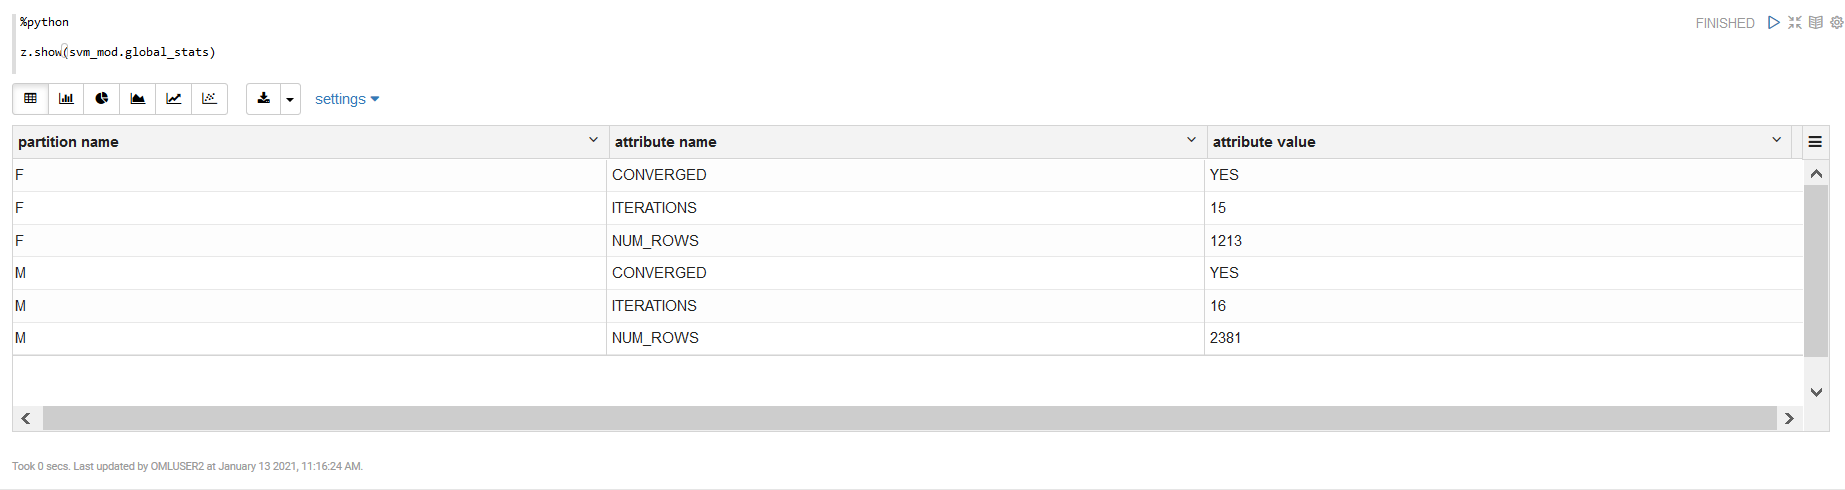 %python
FINISHED
z.show(svm_mod.global_stats)
settings
partition name attribute name attribute value
F CONVERGED YES
F ITERATIONS 15
F NUM_ROWS 1213
M CONVERGED YES
M ITERATIONS 16
M NUM_ROWS 2381
Took 0 secs. Last updated by OMLUSER2 at January 13 2021, 11:16:24 AM.